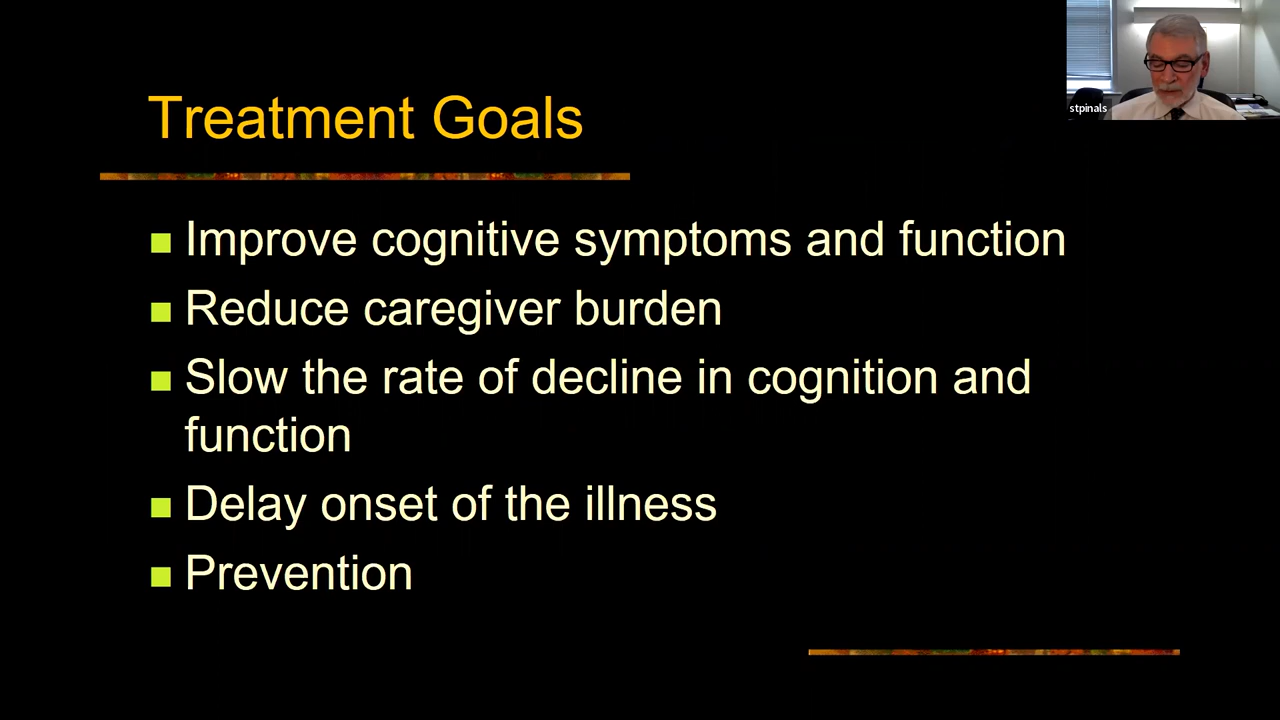 Treatment Goals
Improve cognitive symptoms and function
Reduce caregiver burden
Slow the rate of decline in cognition and
function
Delay onset of the illness
Prevention
stpinals